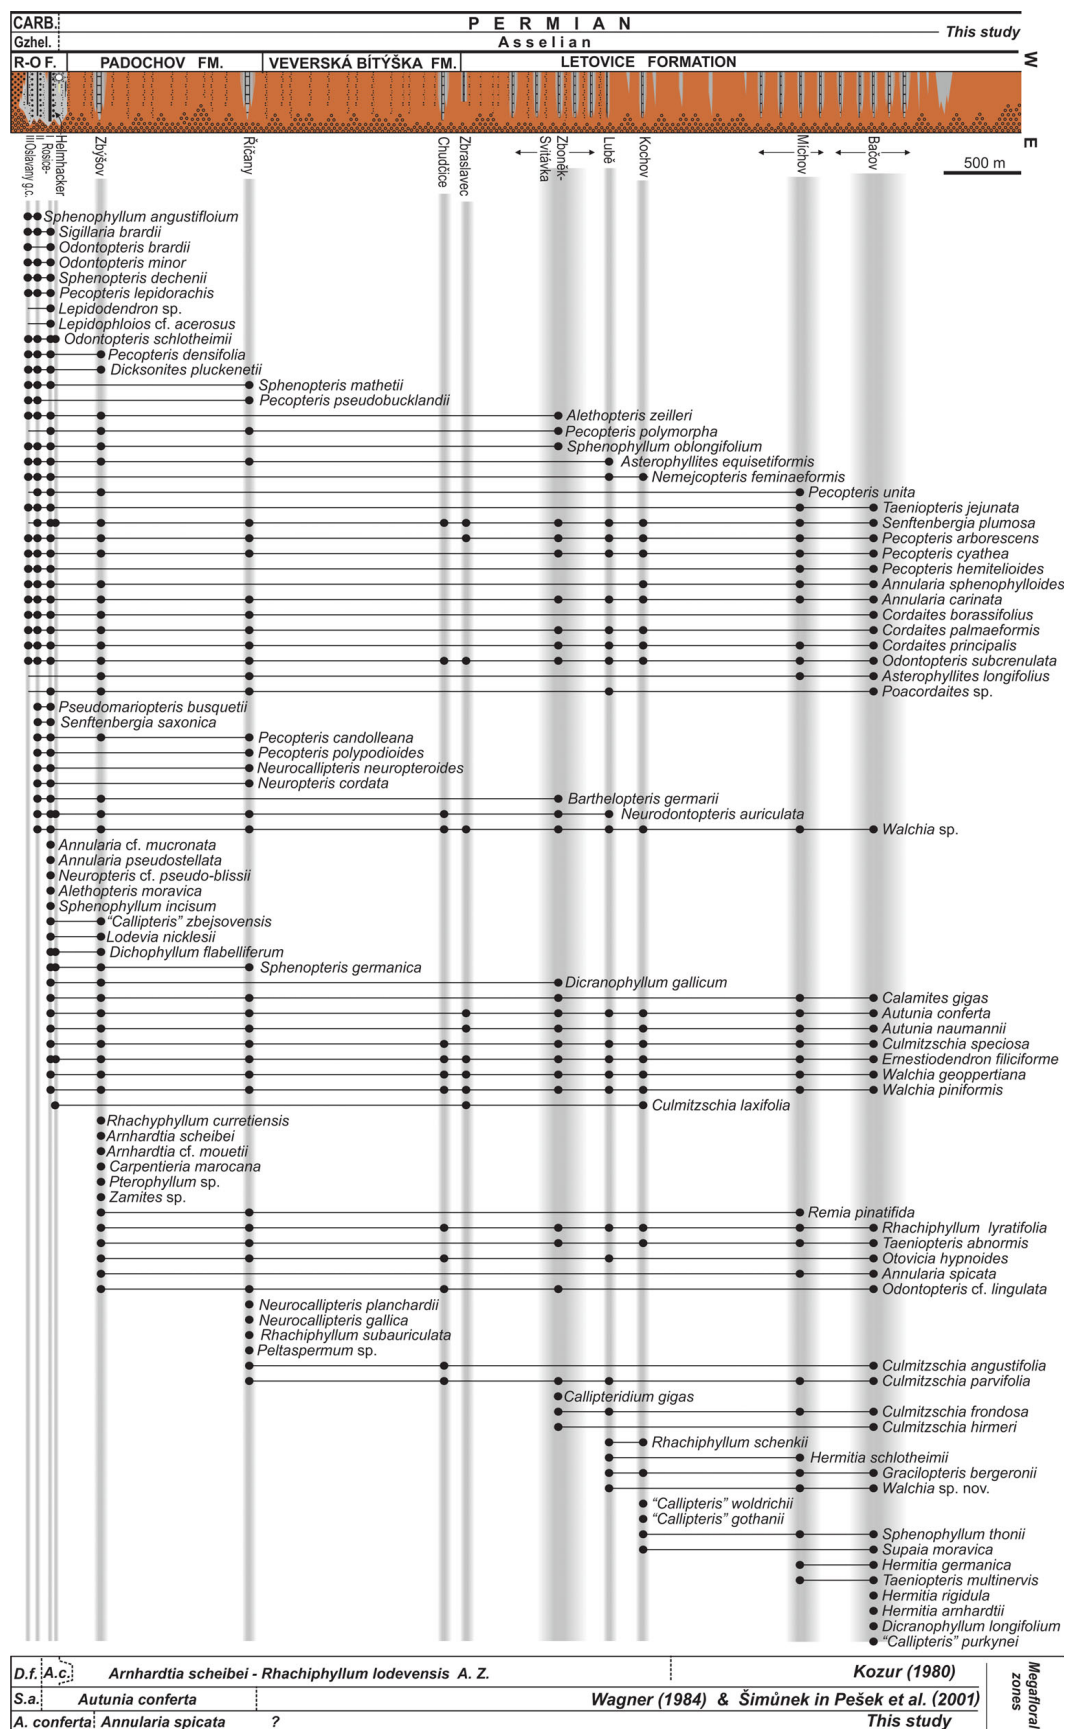 CARB.
PERMIAN
This study
Gzhel.
Asselian
R-O F.
PADOCHOV FM.
VEVERSKÁ BÍTÝŠKA FM.
LETOVICE FORMATION
W
E
III Oslavany g.c.
II
I Rosice-
Helmhacker
Zbýšov
Říčany
Chudčice
Zbraslavec
Svitávka
Zboněk-
Lubě
Kochov
Míchov
Bačov
500 m
Sphenophyllum angustifloium
Sigillaria brardii
Odontopteris brardii
Odontopteris minor
Sphenopteris dechenii
Pecopteris lepidorachis
Lepidodendron sp.
Lepidophloios cf. acerosus
Odontopteris schlotheimii
Pecopteris densifolia
Dicksonites pluckenetii
Sphenopteris mathetii
Pecopteris pseudobucklandii
Alethopteris zeilleri
Pecopteris polymorpha
Sphenophyllum oblongifolium
Asterophyllites equisetiformis
Nemejcopteris feminaeformis
Pecopteris unita
Taeniopteris jejunata
Senftenbergia plumosa
Pecopteris arborescens
Pecopteris cyathea
Pecopteris hemitelioides
Annularia sphenophylloides
Annularia carinata
Cordaites borassifolius
Cordaites palmaeformis
Cordaites principalis
Odontopteris subcrenulata
Asterophyllites longifolius
Poacordaites sp.
Pseudomariopteris busquetii
Senftenbergia saxonica
Pecopteris candolleana
Pecopteris polypodioides
Neurocallipteris neuropteroides
Neuropteris cordata
Barthelopteris germarii
Neurodontopteris auriculata
Walchia sp.
Annularia cf. mucronata
Annularia pseudostellata
Neuropteris cf. pseudo-blissii
Alethopteris moravica
Sphenophyllum incisum
“Callipteris” zbejsovensis
Lodevia nicklesii
Dichophyllum flabelliferum
Sphenopteris germanica
Dicranophyllum gallicum
Calamites gigas
Autunia conferta
Autunia naumannii
Culmitzschia speciosa
Ernestiodendron filiciforme
Walchia geoppertiana
Walchia piniformis
Culmitzschia laxifolia
Rhachyphyllum curretiensis
Arnhardtia scheibei
Arnhardtia cf. mouetii
Carpentieria marocana
Pterophyllum sp.
Zamites sp.
Remia pinatifida
Rhachiphyllum lyratifolia
Taeniopteris abnormis
Otovicia hypnoides
Annularia spicata
Odontopteris cf. lingulata
Neurocallipteris planchardii
Neurocallipteris gallica
Rhachiphyllum subauriculata
Peltaspermum sp.
Culmitzschia angustifolia
Culmitzschia parvifolia
Callipteridium gigas
Culmitzschia frondosa
Culmitzschia hirmeri
Rhachiphyllum schenkii
Hermitia schlotheimii
Gracilopteris bergeronii
Walchia sp. nov.
“Callipteris” woldrichii
“Callipteris” gothanii
Sphenophyllum thonii
Supaia moravica
Hermitia germanica
Taeniopteris multinervis
Hermitia rigidula
Hermitia arnhardtii
Dicranophyllum longifolium
“Callipteris” purkynei
D.f. A.c. Arnhardtia scheibei - Rhachiphyllum lodevensis A. Z. Kozur (1980)
S.a. Autunia conferta Wagner (1984) & Šimůnek in Pešek et al. (2001)
A. conferta Annularia spicata ? This study
Megafloral
zones